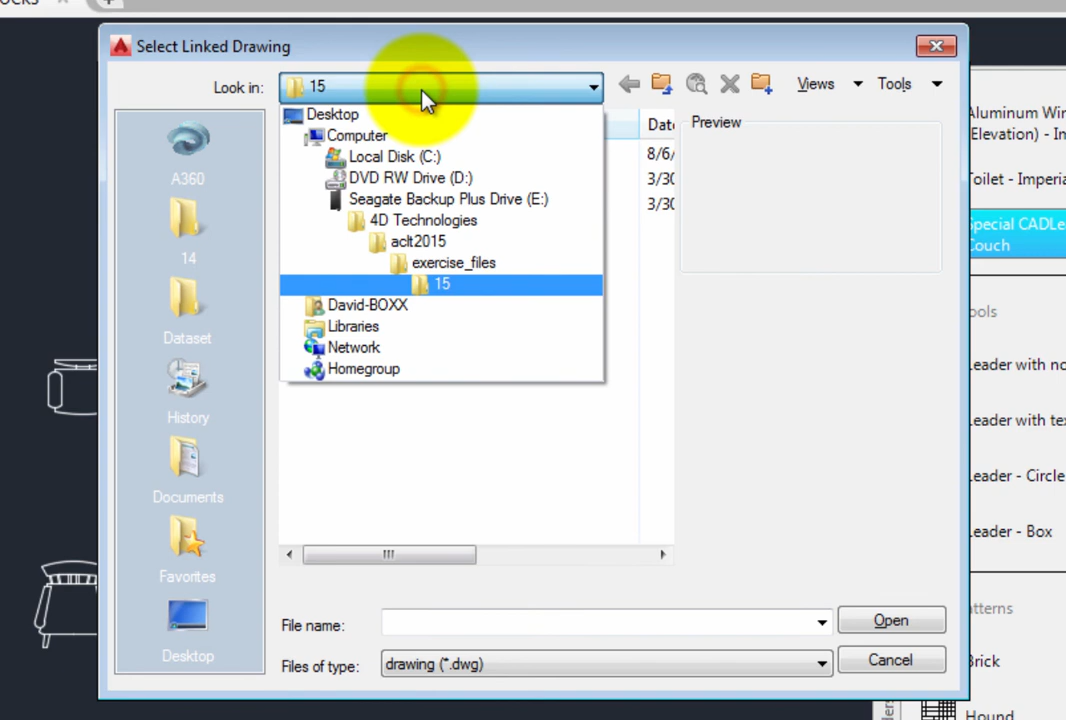 Select Linked Drawing
Look in:
15
Views
Tools
Desktop
Computer
Local Disk (C:)
DVD RW Drive (D:)
Seagate Backup Plus Drive (E:)
4D Technologies
aclt2015
exercise_files
15
David-BOXX
Libraries
Network
Homegroup
Date
8/6/
3/30
3/30
Preview
A360
14
Dataset
History
Documents
Favorites
Desktop
File name:
Open
Files of type:
drawing (*.dwg)
Cancel
Aluminum Win
(Elevation) - Im
Toilet - Imperia
Special CADLe
Couch
ools
Leader with no
Leader with tex
Leader - Circle
Leader - Box
tterns
Brick
Hound